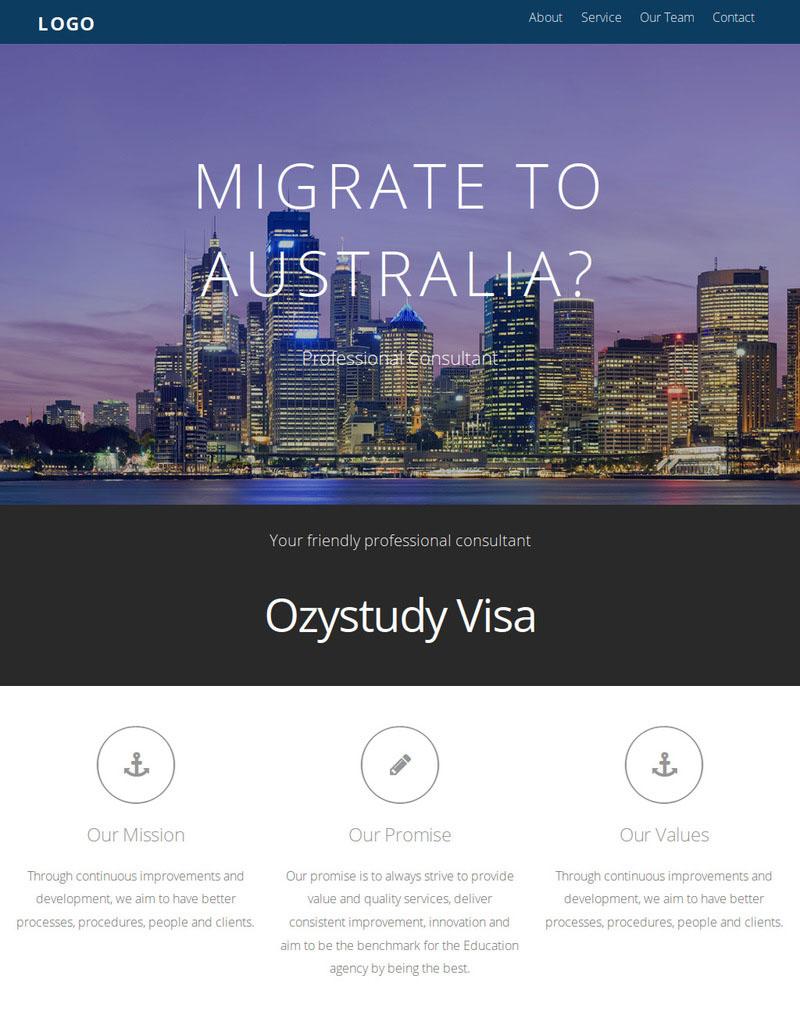 LOGO
About Service Our Team Contact
MIGRATE TO
AUSTRALIA?
Professional Consultant
Your friendly professional consultant
Ozystudy Visa
Our Mission
Through continuous improvements and
development, we aim to have better
processes, procedures, people and clients.
Our Promise
Our promise is to always strive to provide
value and quality services, deliver
consistent improvement, innovation and
aim to be the benchmark for the Education
agency by being the best.
Our Values
Through continuous improvements and
development, we aim to have better
processes, procedures, people and clients.